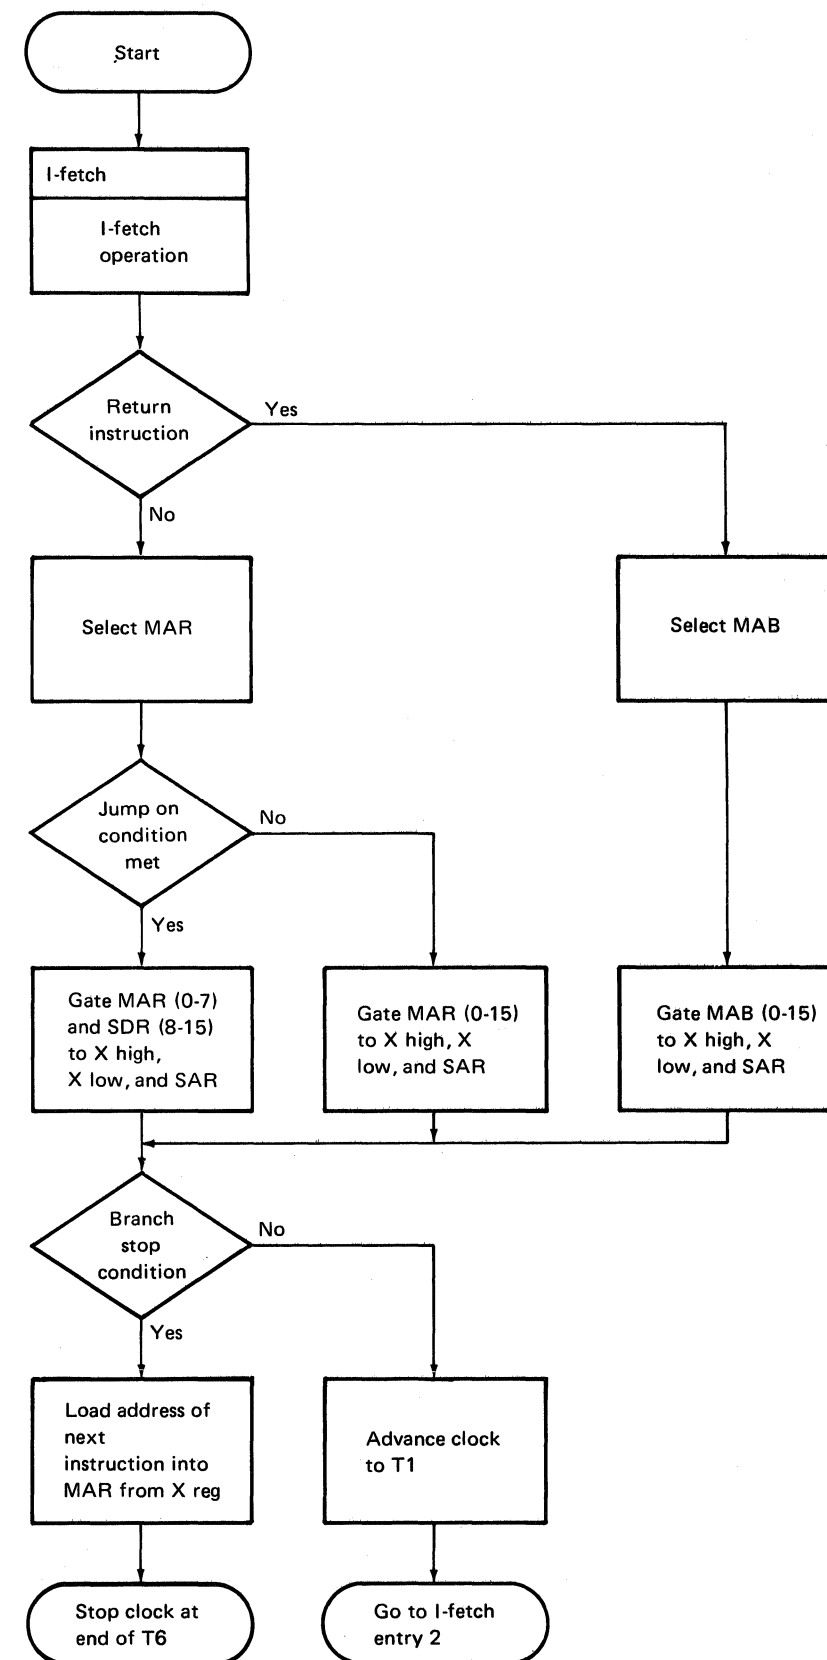 Start
I-fetch
I-fetch
operation
Return
instruction
Yes
No
Select MAR
Select MAB
Jump on
condition
met
No
Yes
Gate MAR (0-7)
and SDR (8-15)
to X high,
X low, and SAR
Gate MAR (0-15)
to X high, X
low, and SAR
Gate MAB (0-15)
to X high, X
low, and SAR
Branch
stop
condition
No
Yes
Load address of
next
instruction into
MAR from X reg
Advance clock
to T1
Stop clock at
end of T6
Go to I-fetch
entry 2